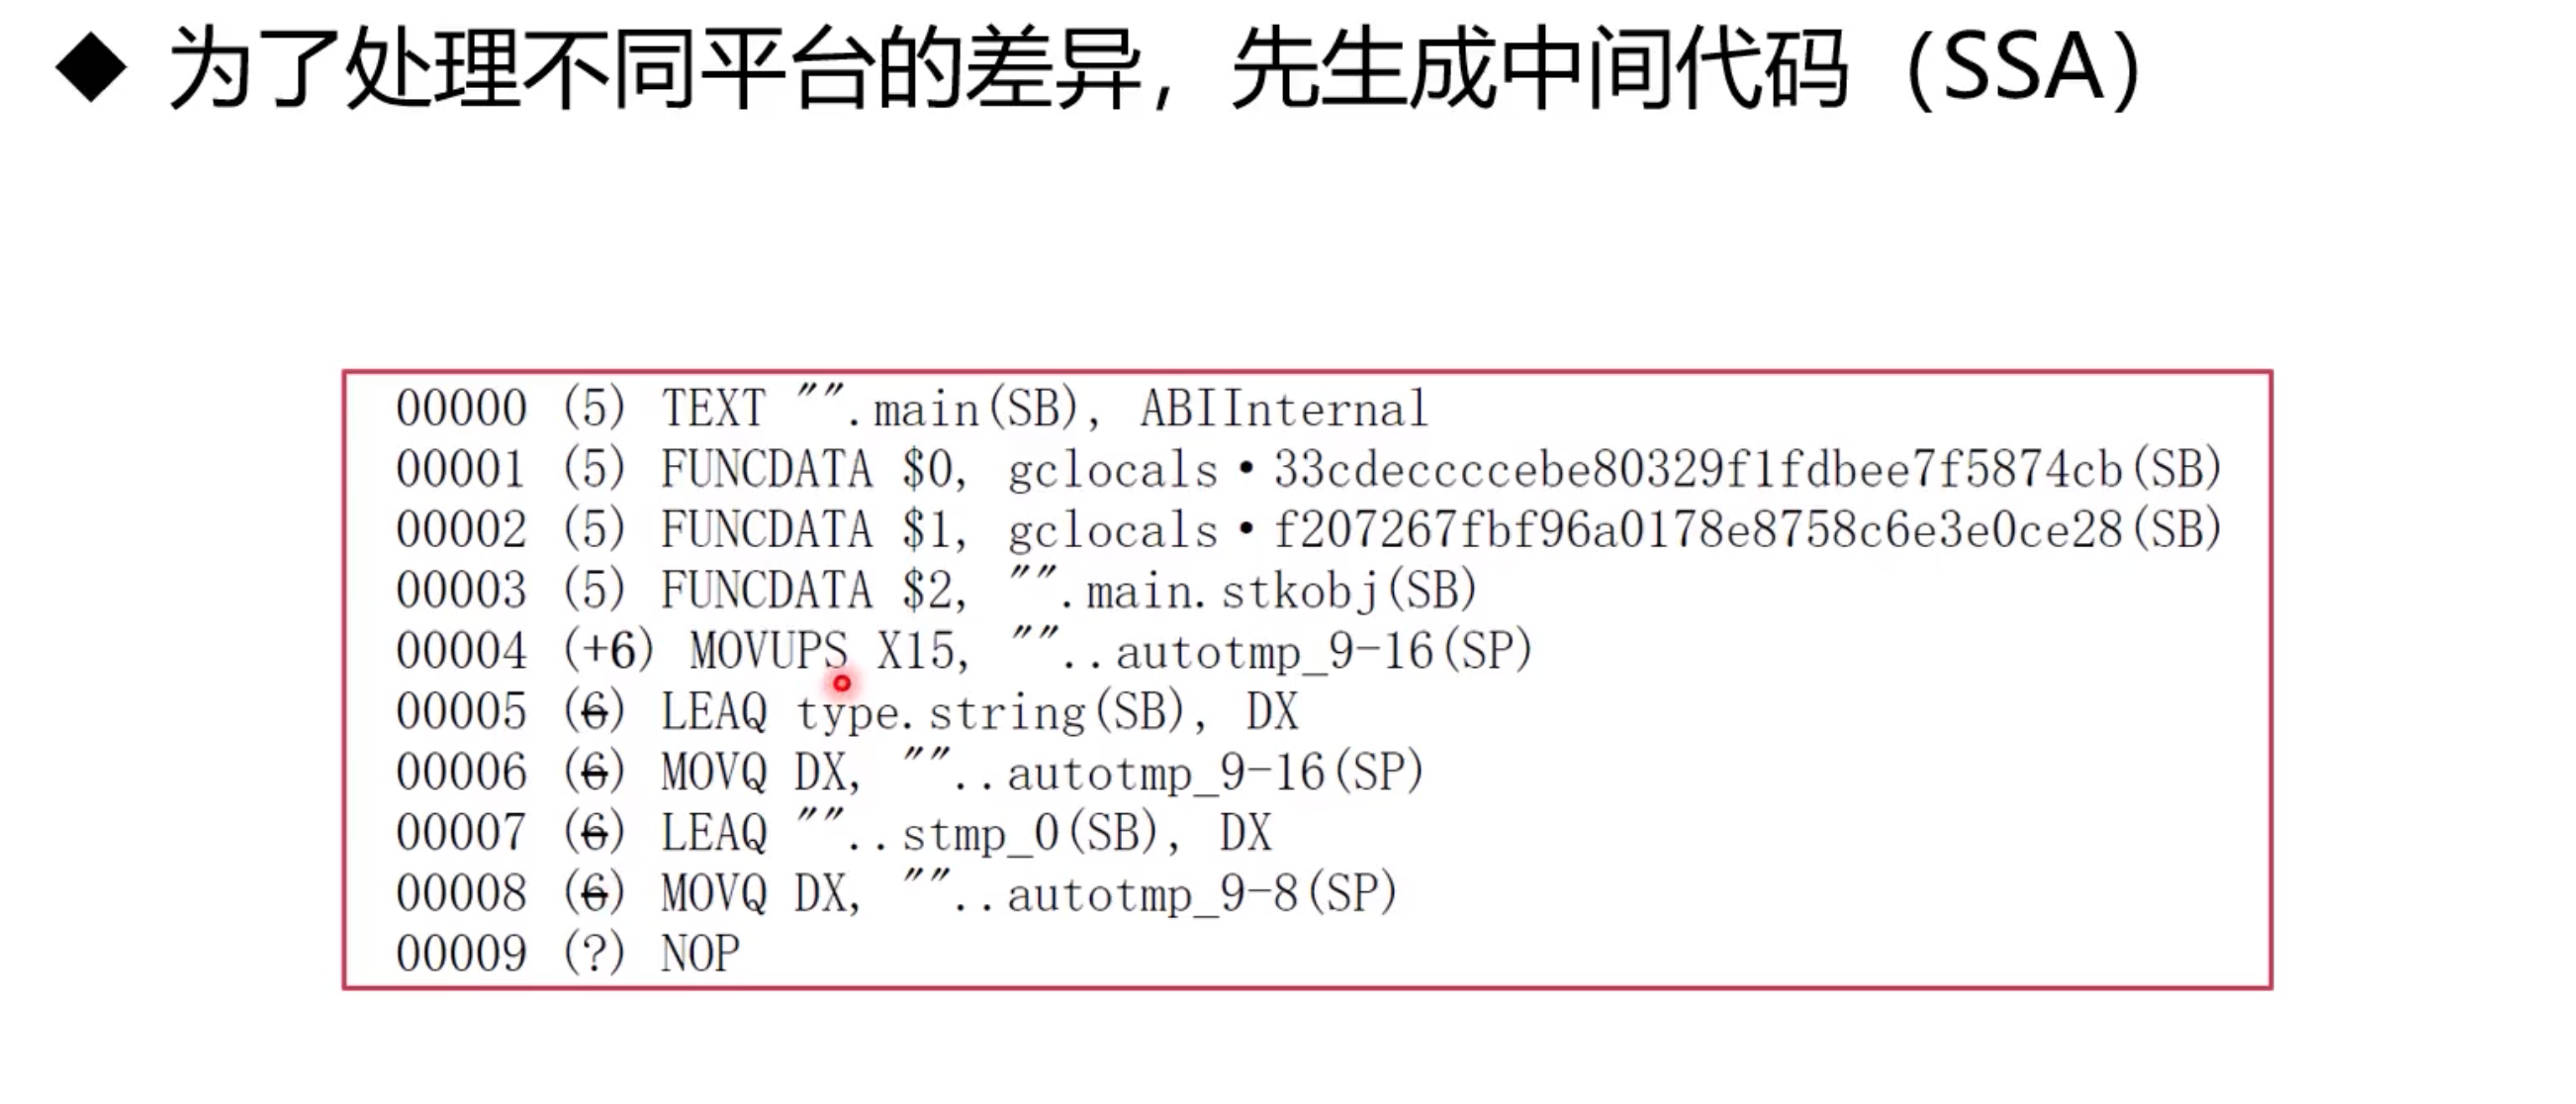 ◆ 为了处理不同平台的差异，先生成中间代码（SSA）
00000 (5) TEXT "".main(SB), ABIInternal
00001 (5) FUNCDATA $0, gclocals·33cdeccccebe80329f1fdbee7f5874cb(SB)
00002 (5) FUNCDATA $1, gclocals·f207267fbf96a0178e8758c6e3e0ce28(SB)
00003 (5) FUNCDATA $2, "".main.stkobj(SB)
00004 (+6) MOVUPS X15, ""..autotmp_9-16(SP)
00005 (6) LEAQ type.string(SB), DX
00006 (6) MOVQ DX, ""..autotmp_9-16(SP)
00007 (6) LEAQ ""..stmp_0(SB), DX
00008 (6) MOVQ DX, ""..autotmp_9-8(SP)
00009 (?) NOP